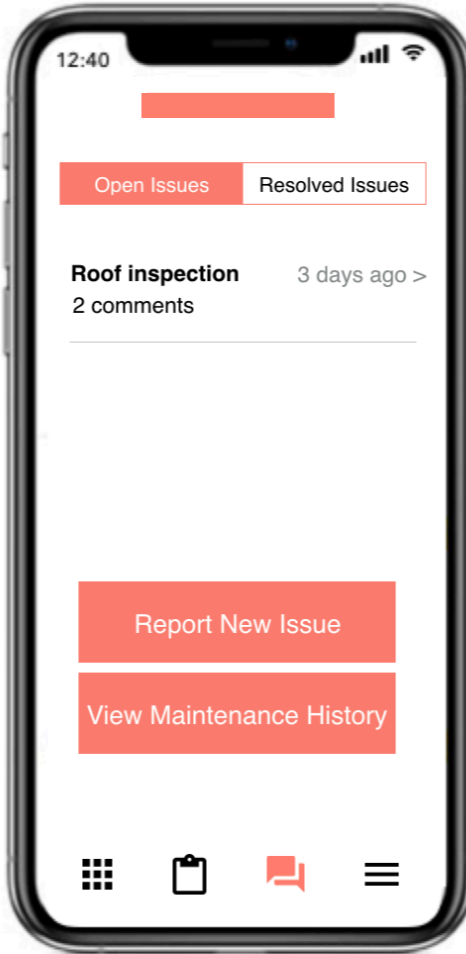 12:40
Open Issues Resolved Issues
Roof inspection 3 days ago >
2 comments
Report New Issue
View Maintenance History